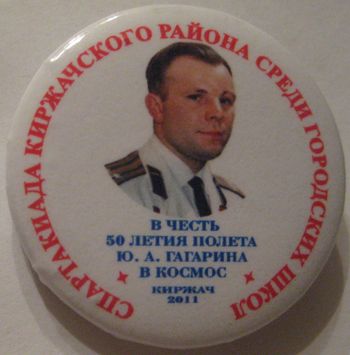 СПАРТАКИАДА КИРЖАЧСКОГО РАЙОНА СРЕДИ ГОРОДСКИХ ШКОЛ
В ЧЕСТЬ
50 ЛЕТИЯ ПОЛЕТА
Ю. А. ГАГАРИНА
В КОСМОС
КИРЖАЧ
2011